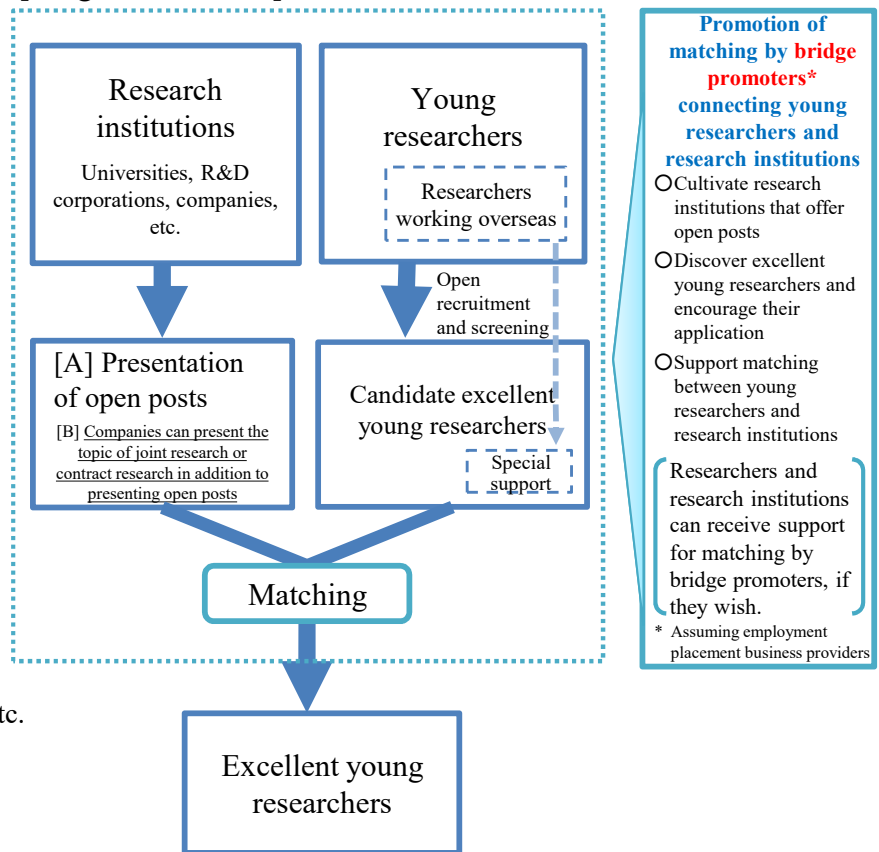 Research
institutions
Universities, R&D
corporations, companies,
etc.
Young
researchers
Researchers
working overseas
Open
recruitment
and screening
[A] Presentation
of open posts
[B] Companies can present the
topic of joint research or
contract research in addition to
presenting open posts
Candidate excellent
young researchers
Special
support
Matching
tc.
Excellent young
researchers
Promotion of
matching by bridge
promoters*
connecting young
researchers and
research institutions
○Cultivate research
institutions that offer
open posts
○Discover excellent
young researchers and
encourage their
application
○Support matching
between young
researchers and
research institutions
Researchers and
research institutions
can receive support
for matching by
bridge promoters, if
they wish.
* Assuming employment
placement business providers